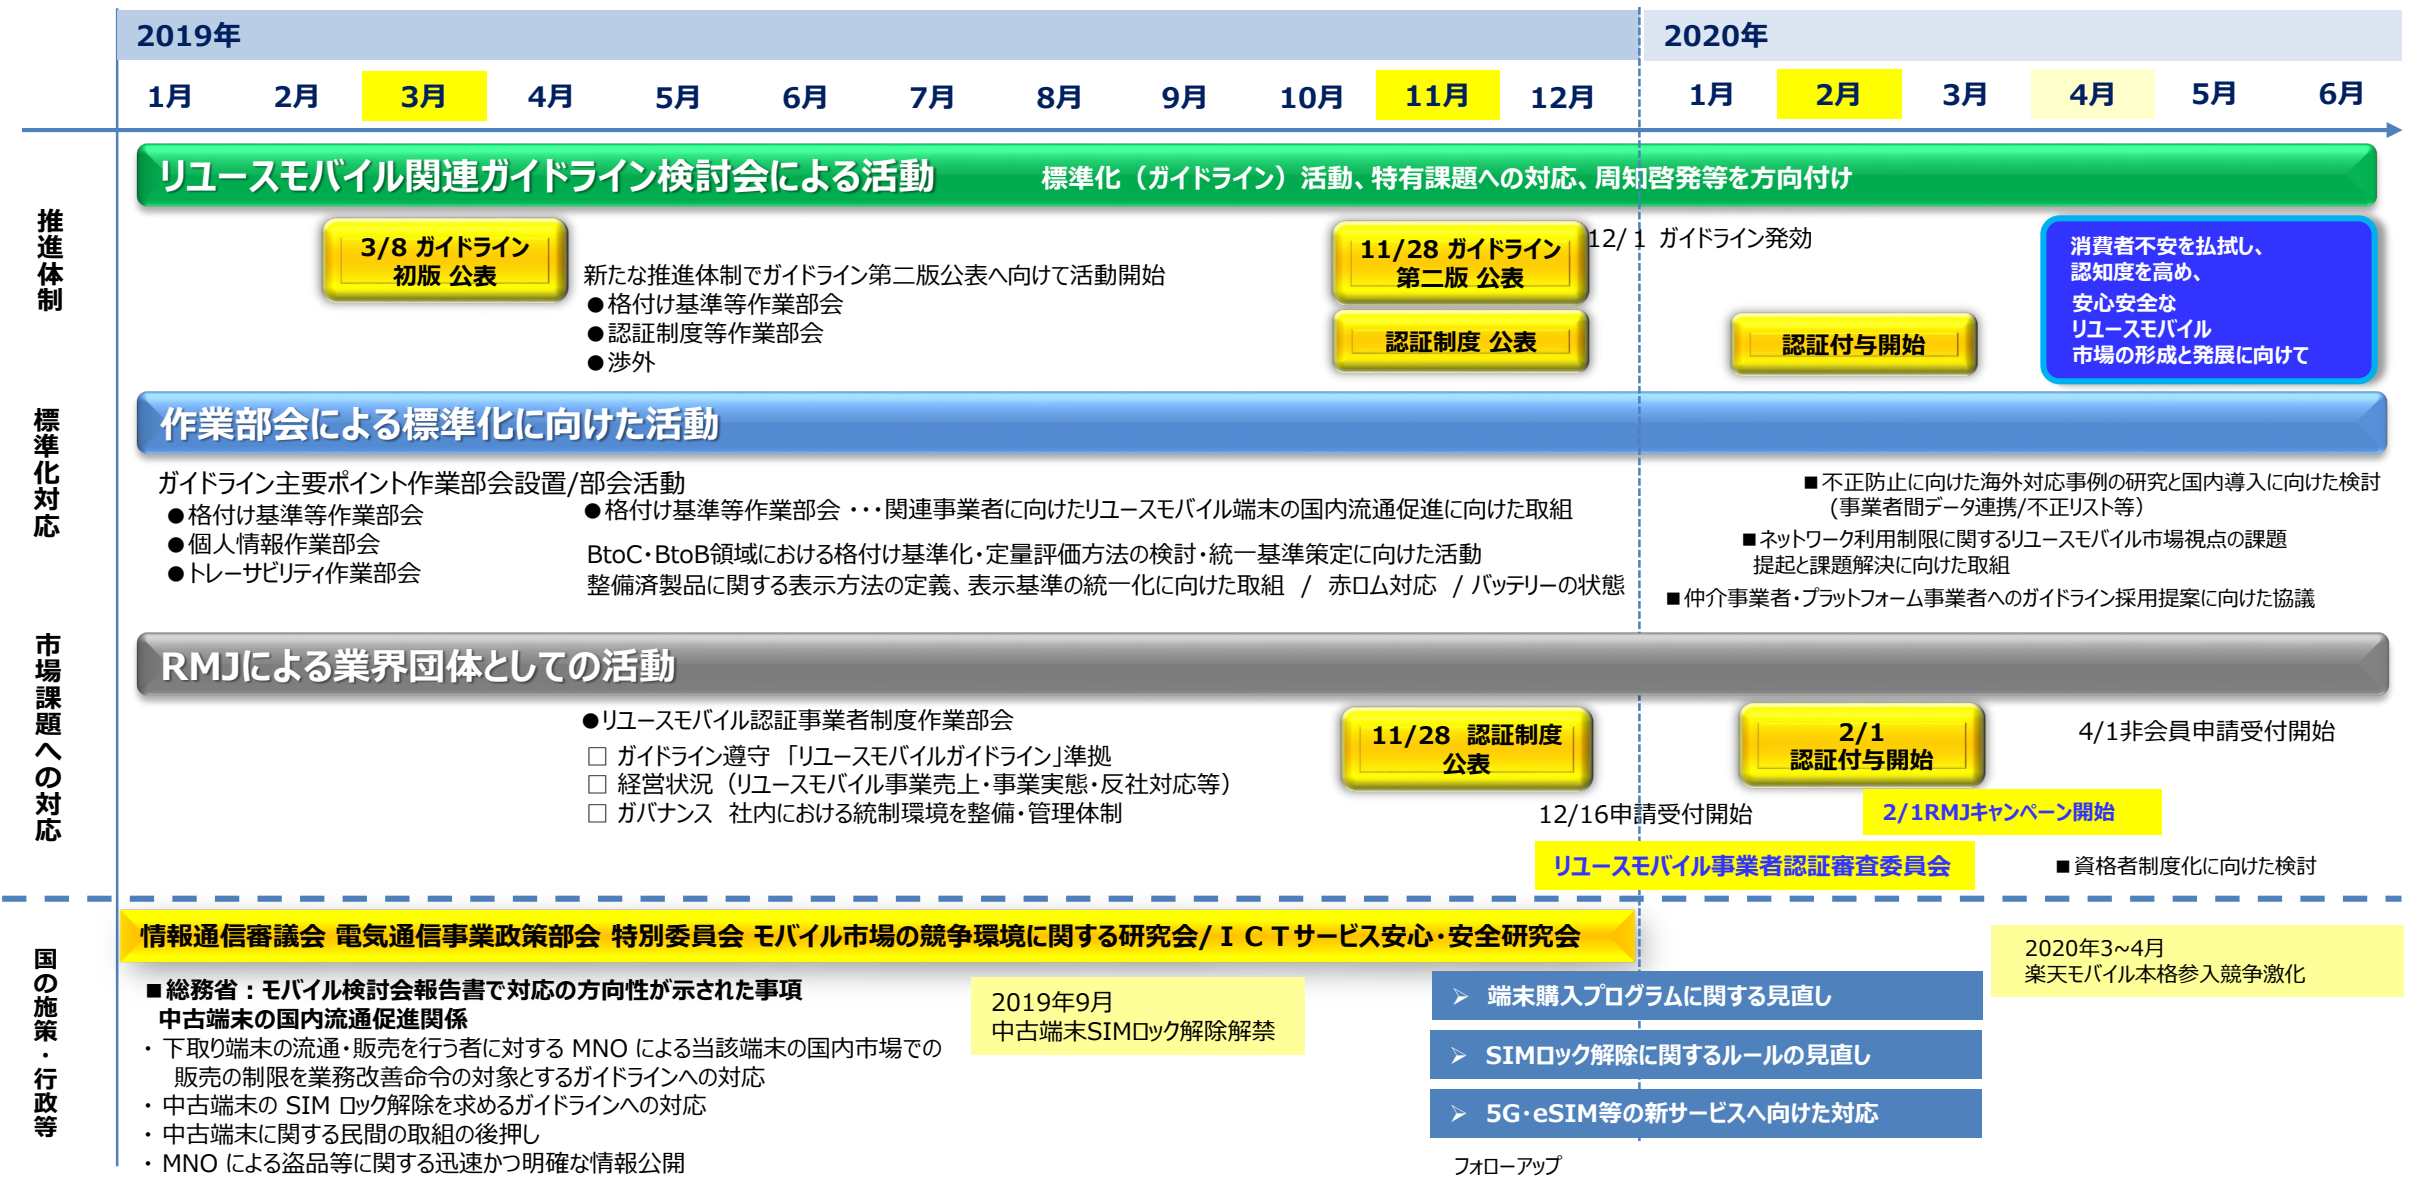 2019年
2020年
1月 2月 3月 4月 5月 6月 7月 8月 9月 10月 11月 12月 1月 2月 3月 4月 5月 6月
推進体制
リユースモバイル関連ガイドライン検討会による活動 標準化（ガイドライン）活動、特有課題への対応、周知啓発等を方向付け
3/8 ガイドライン
初版 公表
新たな推進体制でガイドライン第二版公表へ向けて活動開始
●格付け基準等作業部会
●認証制度等作業部会
●渉外
11/28 ガイドライン
第二版 公表
12/1 ガイドライン発効
認証制度 公表
認証付与開始
消費者不安を払拭し、
認知度を高め、
安心安全な
リユースモバイル
市場の形成と発展に向けて
標準化対応
作業部会による標準化に向けた活動
ガイドライン主要ポイント作業部会設置/部会活動
●格付け基準等作業部会
●個人情報作業部会
●トレーサビリティ作業部会
●格付け基準等作業部会 ・・・関連事業者に向けたリユースモバイル端末の国内流通促進に向けた取組
BtoC・BtoB領域における格付け基準化・定量評価方法の検討・統一基準策定に向けた活動
整備済製品に関する表示方法の定義、表示基準の統一化に向けた取組 / 赤ロム対応 / バッテリーの状態
■不正防止に向けた海外対応事例の研究と国内導入に向けた検討
（事業者間データ連携/不正リスト等）
■ネットワーク利用制限に関するリユースモバイル市場視点の課題
提起と課題解決に向けた取組
■仲介事業者・プラットフォーム事業者へのガイドライン採用提案に向けた協議
市場課題への対応
RMJによる業界団体としての活動
●リユースモバイル認証事業者制度作業部会
□ ガイドライン遵守 「リユースモバイルガイドライン」準拠
□ 経営状況（リユースモバイル事業売上・事業実態・反社対応等）
□ ガバナンス 社内における統制環境を整備・管理体制
11/28 認証制度
公表
12/16申請受付開始
2/1
認証付与開始
4/1非会員申請受付開始
2/1RMJキャンペーン開始
リユースモバイル事業者認証審査委員会
■資格者制度化に向けた検討
国の施策・行政等
情報通信審議会 電気通信事業政策部会 特別委員会 モバイル市場の競争環境に関する研究会/ＩＣＴサービス安心・安全研究会
■総務省：モバイル検討会報告書で対応の方向性が示された事項
中古端末の国内流通促進関係
・下取り端末の流通・販売を行う者に対する MNO による当該端末の国内市場での
販売の制限を業務改善命令の対象とするガイドラインへの対応
・中古端末の SIM ロック解除を求めるガイドラインへの対応
・中古端末に関する民間の取組の後押し
・MNO による盗品等に関する迅速かつ明確な情報公開
2019年9月
中古端末SIMロック解除解禁
➢ 端末購入プログラムに関する見直し
➢ SIMロック解除に関するルールの見直し
➢ 5G・eSIM等の新サービスへ向けた対応
フォローアップ
2020年3~4月
楽天モバイル本格参入競争激化